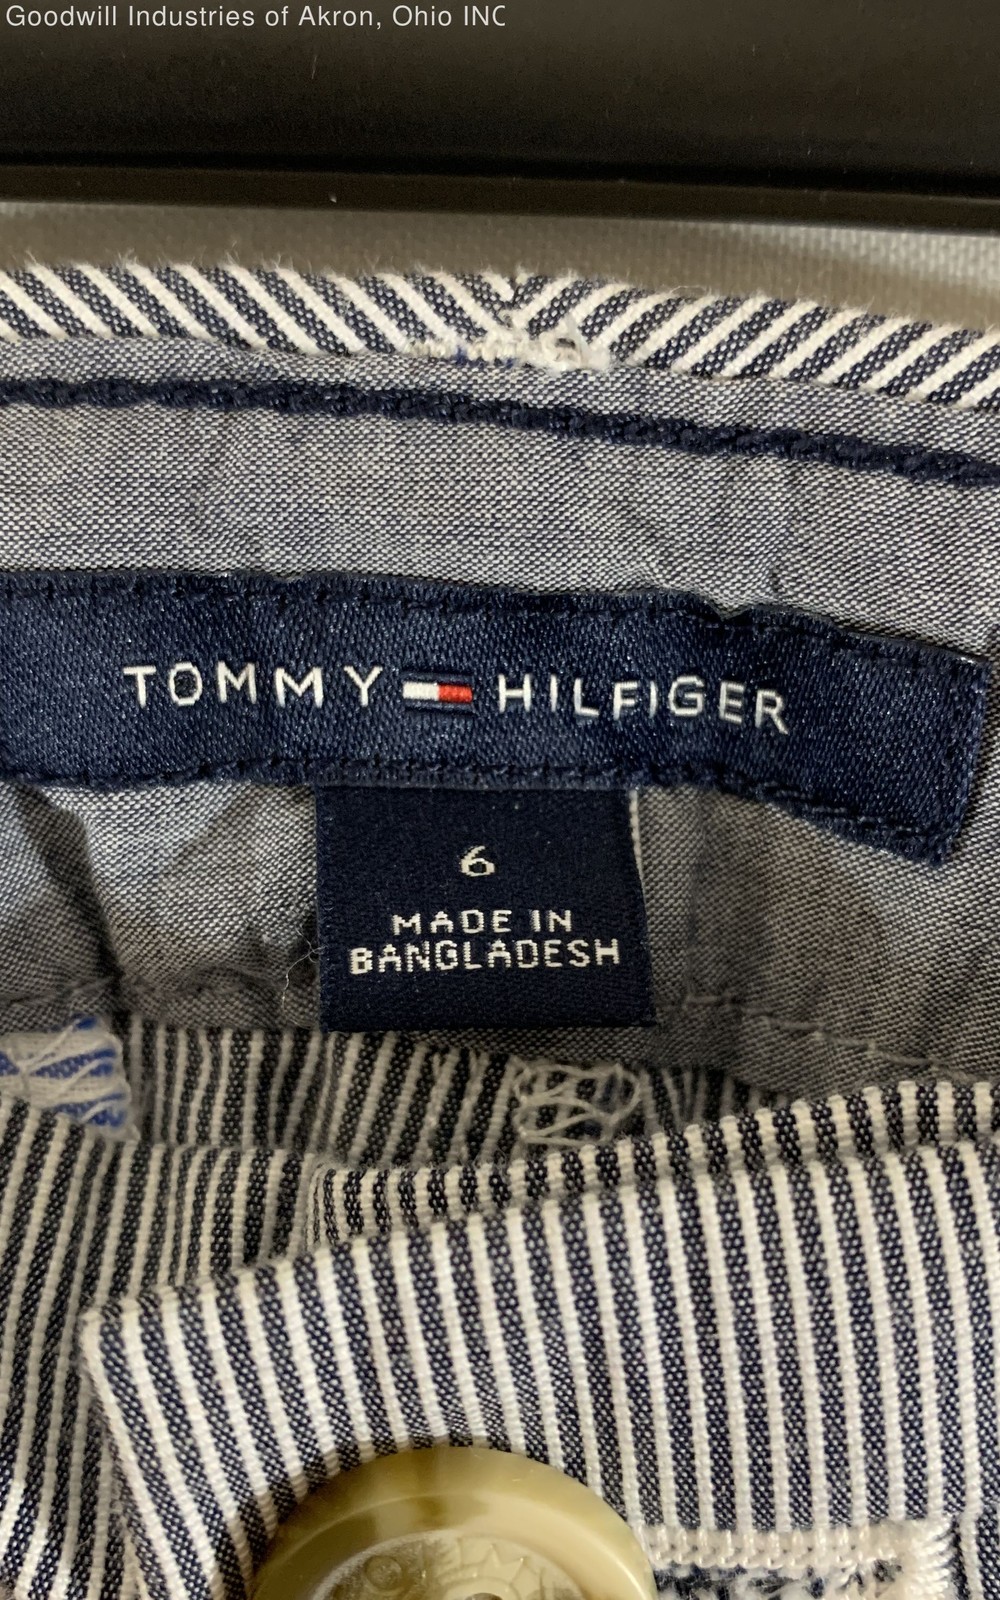 Goodwill Industries of Akron, Ohio INC
TOMMY HILFIGER
6
MADE IN
BANGLADESH